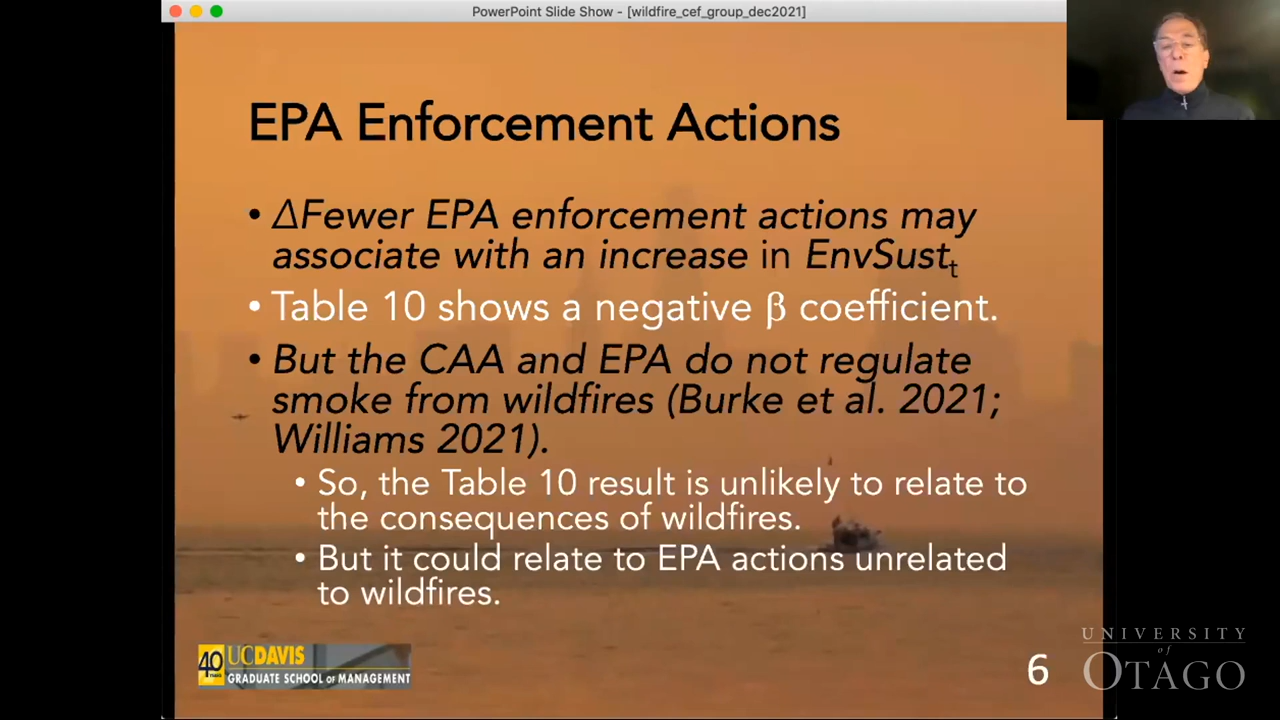 PowerPoint Slide Show - [wildfire_cef_group_dec2021]
EPA Enforcement Actions
• ΔFewer EPA enforcement actions may
associate with an increase in EnvSustt
• Table 10 shows a negative β coefficient.
• But the CAA and EPA do not regulate
smoke from wildfires (Burke et al. 2021;
Williams 2021).
• So, the Table 10 result is unlikely to relate to
the consequences of wildfires.
• But it could relate to EPA actions unrelated
to wildfires.
40
YEARS
UCDAVIS
GRADUATE SCHOOL of MANAGEMENT
6
UNIVERSITY
of
OTAGO